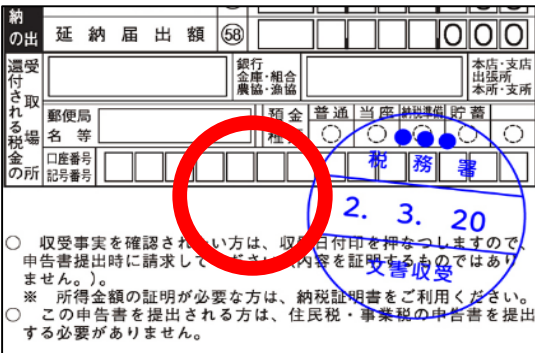 納
の出 延納届出額 58 000
還付される税金の 受取場所
銀行
金庫・組合
農協・漁協
本店・支店
出張所
本所・支所
郵便局
名等
預金
普通 当座 納税準備 貯蓄
口座番号
記号番号
税務署
2. 3. 20
文書収受
○ 収受事実を確認され い方は、収 日付印を押なつしますので、
申告書提出時に請求して ださい 内容を証明するものではあり
ません。)。
※ 所得金額の証明が必要な方は、納税証明書をご利用ください。
○ この申告書を提出される方は、住民税・事業税の申告書を提出
する必要がありません。